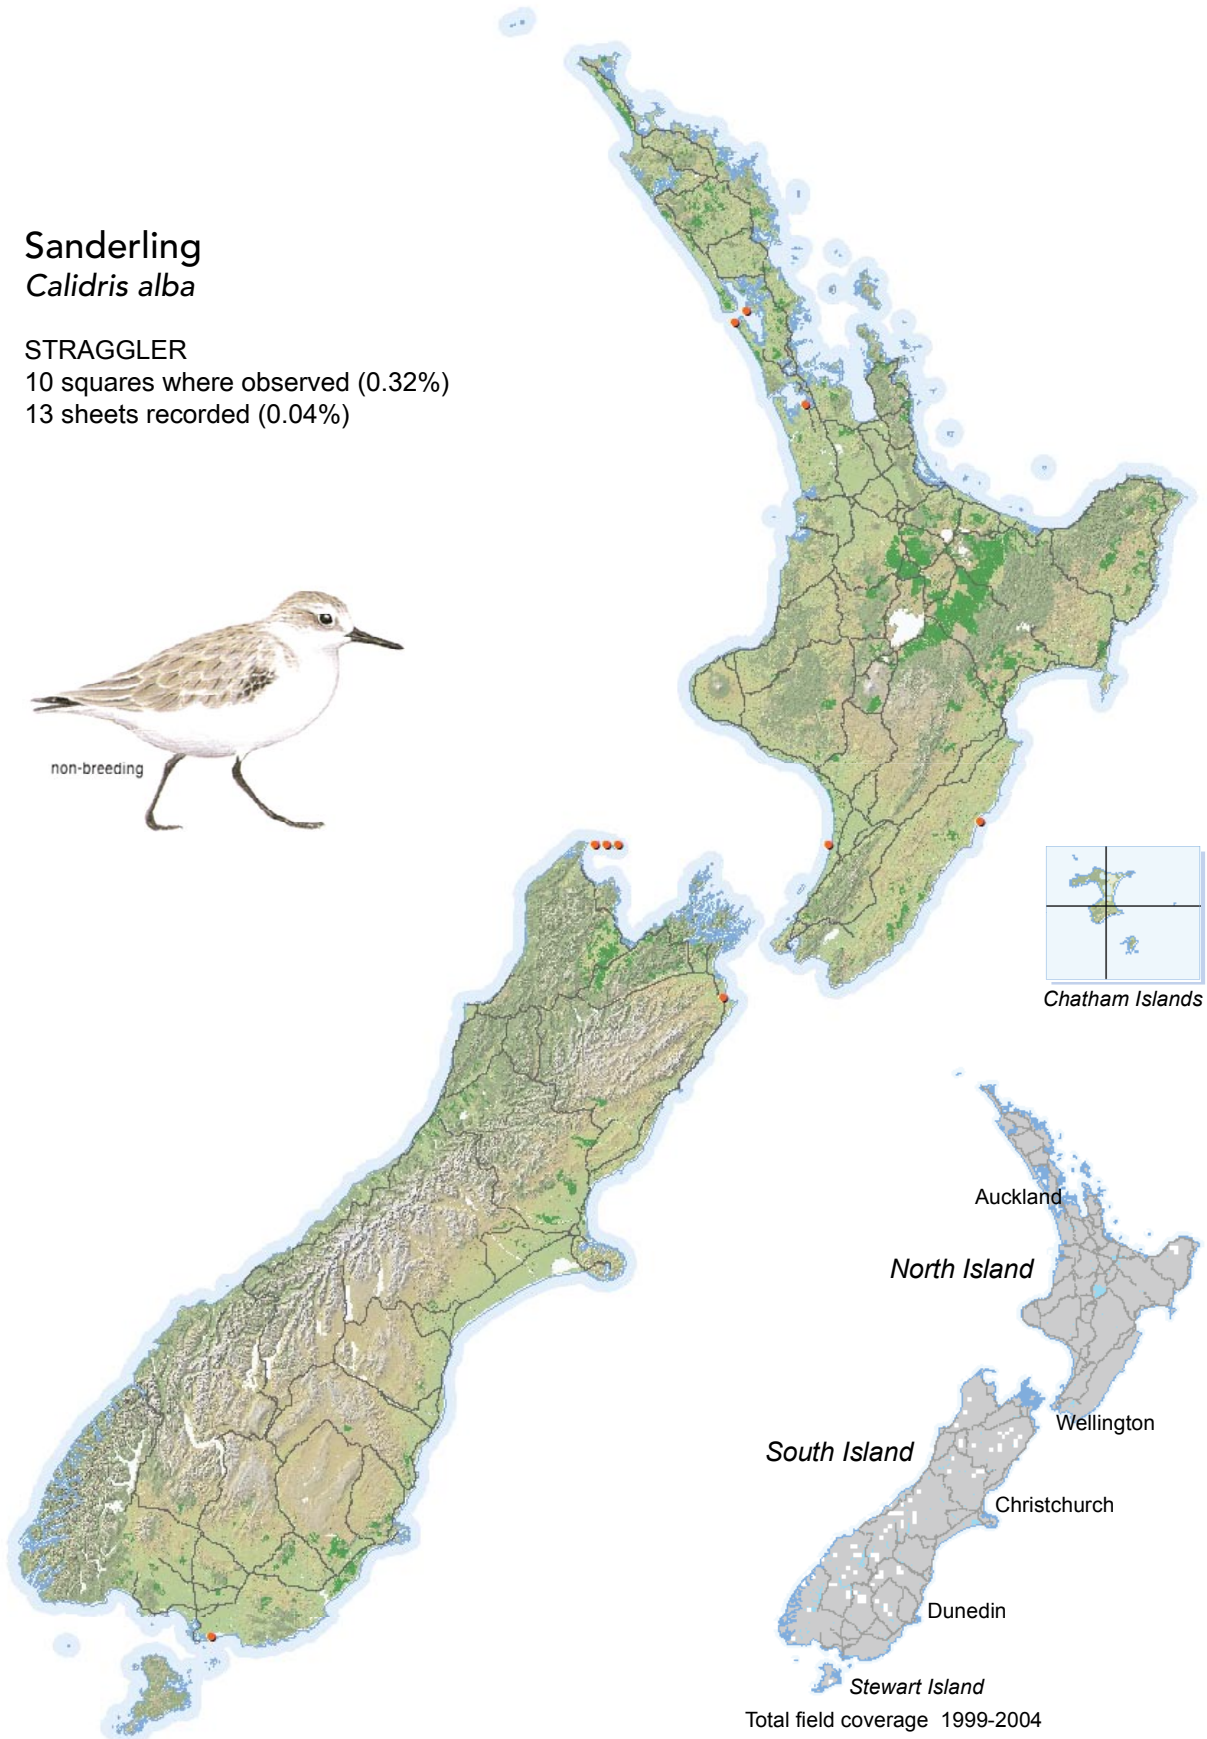 Sanderling
Calidris alba
STRAGGLER
10 squares where observed (0.32%)
13 sheets recorded (0.04%)
non-breeding
Chatham Islands
Auckland
North Island
Wellington
South Island
Christchurch
Dunedin
Stewart Island
Total field coverage 1999-2004